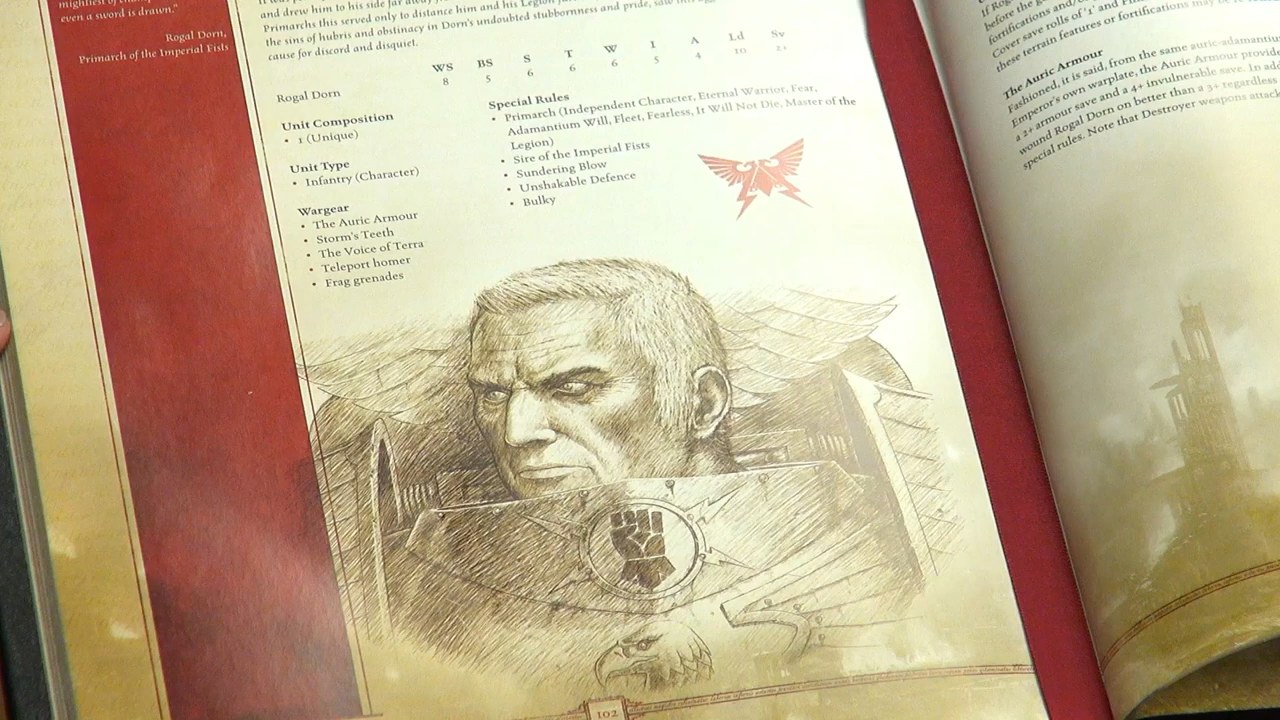 mightiest of
even a sword is drawn."
Rogal Dorn,
Primarch of the Imperial Fists
and drew him to his side far away
Primarchs this served only to distance him and his Legion
the sins of hubris and obstinacy in Dorn's undoubted stubbornness and pride, saw
cause for discord and disquiet.
WS BS S T W I A Ld Sv
Rogal Dorn 8 5 6 6 6 5 4 10 2+
Unit Composition
• 1 (Unique)
Unit Type
• Infantry (Character)
Wargear
• The Auric Armour
• Storm's Teeth
• The Voice of Terra
• Teleport homer
• Frag grenades
Special Rules
• Primarch (Independent Character, Eternal Warrior, Fear,
Adamantium Will, Fleet, Fearless, It Will Not Die, Master of the
Legion)
• Sire of the Imperial Fists
• Sundering Blow
• Unshakable Defence
• Bulky
102
before the
fortifications
Cover save rolls of '1' and
these terrain features or fortifications may be
The Auric Armour
Fashioned, it is said, from the same auric-adamantium
Emperor's own warplate, the Auric Armour
a 2+ armour save and a 4+ invulnerable save. In
wound Rogal Dorn on better than a 3+ regardless
special rules. Note that Destroyer weapons